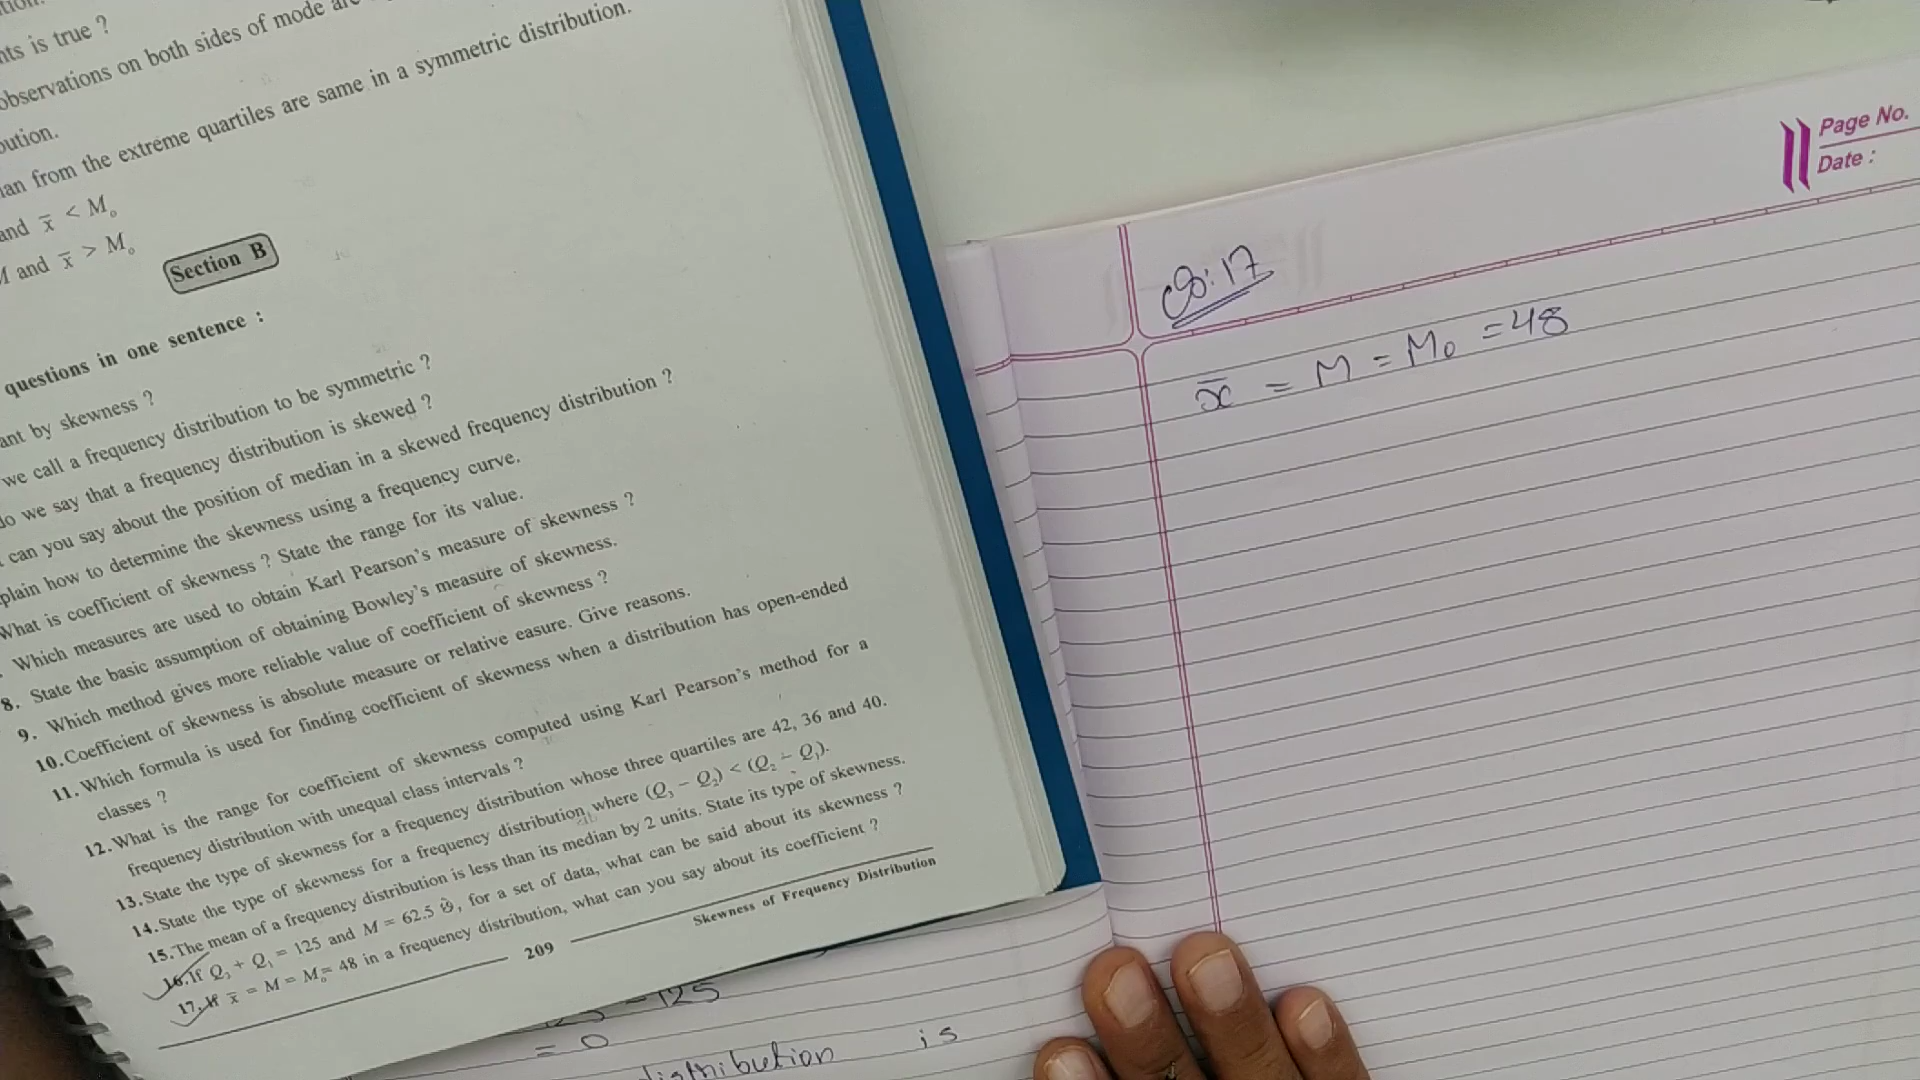 nts is true ?
observations on both sides of mode are
bution.
ian from the extreme quartiles are same in a symmetric distribution.
and x̄ < Mₒ
M and x̄ > Mₒ
Section B
questions in one sentence :
ant by skewness ?
we call a frequency distribution to be symmetric ?
do we say that a frequency distribution is skewed ?
can you say about the position of median in a skewed frequency distribution ?
plain how to determine the skewness using a frequency curve.
What is coefficient of skewness ? State the range for its value.
Which measures are used to obtain Karl Pearson's measure of skewness ?
8. State the basic assumption of obtaining Bowley's measure of skewness.
9. Which method gives more reliable value of coefficient of skewness ?
10. Coefficient of skewness is absolute measure or relative easure. Give reasons.
11. Which formula is used for finding coefficient of skewness when a distribution has open-ended
classes ?
12. What is the range for coefficient of skewness computed using Karl Pearson's method for a
frequency distribution with unequal class intervals ?
13. State the type of skewness for a frequency distribution whose three quartiles are 42, 36 and 40.
14. State the type of skewness for a frequency distribution, where (Q₃ − Q₂) < (Q₂ − Q₁).
15. The mean of a frequency distribution is less than its median by 2 units. State its type of skewness.
16. If Q₃ + Q₁ = 125 and M = 62.5 for a set of data, what can be said about its skewness ?
17. If x̄ = M = Mₒ = 48 in a frequency distribution, what can you say about its coefficient ?
209
Skewness of Frequency Distribution
Page No.
Date :
Q:17
x̄ = M = Mo = 48
125
= 0
distribution is